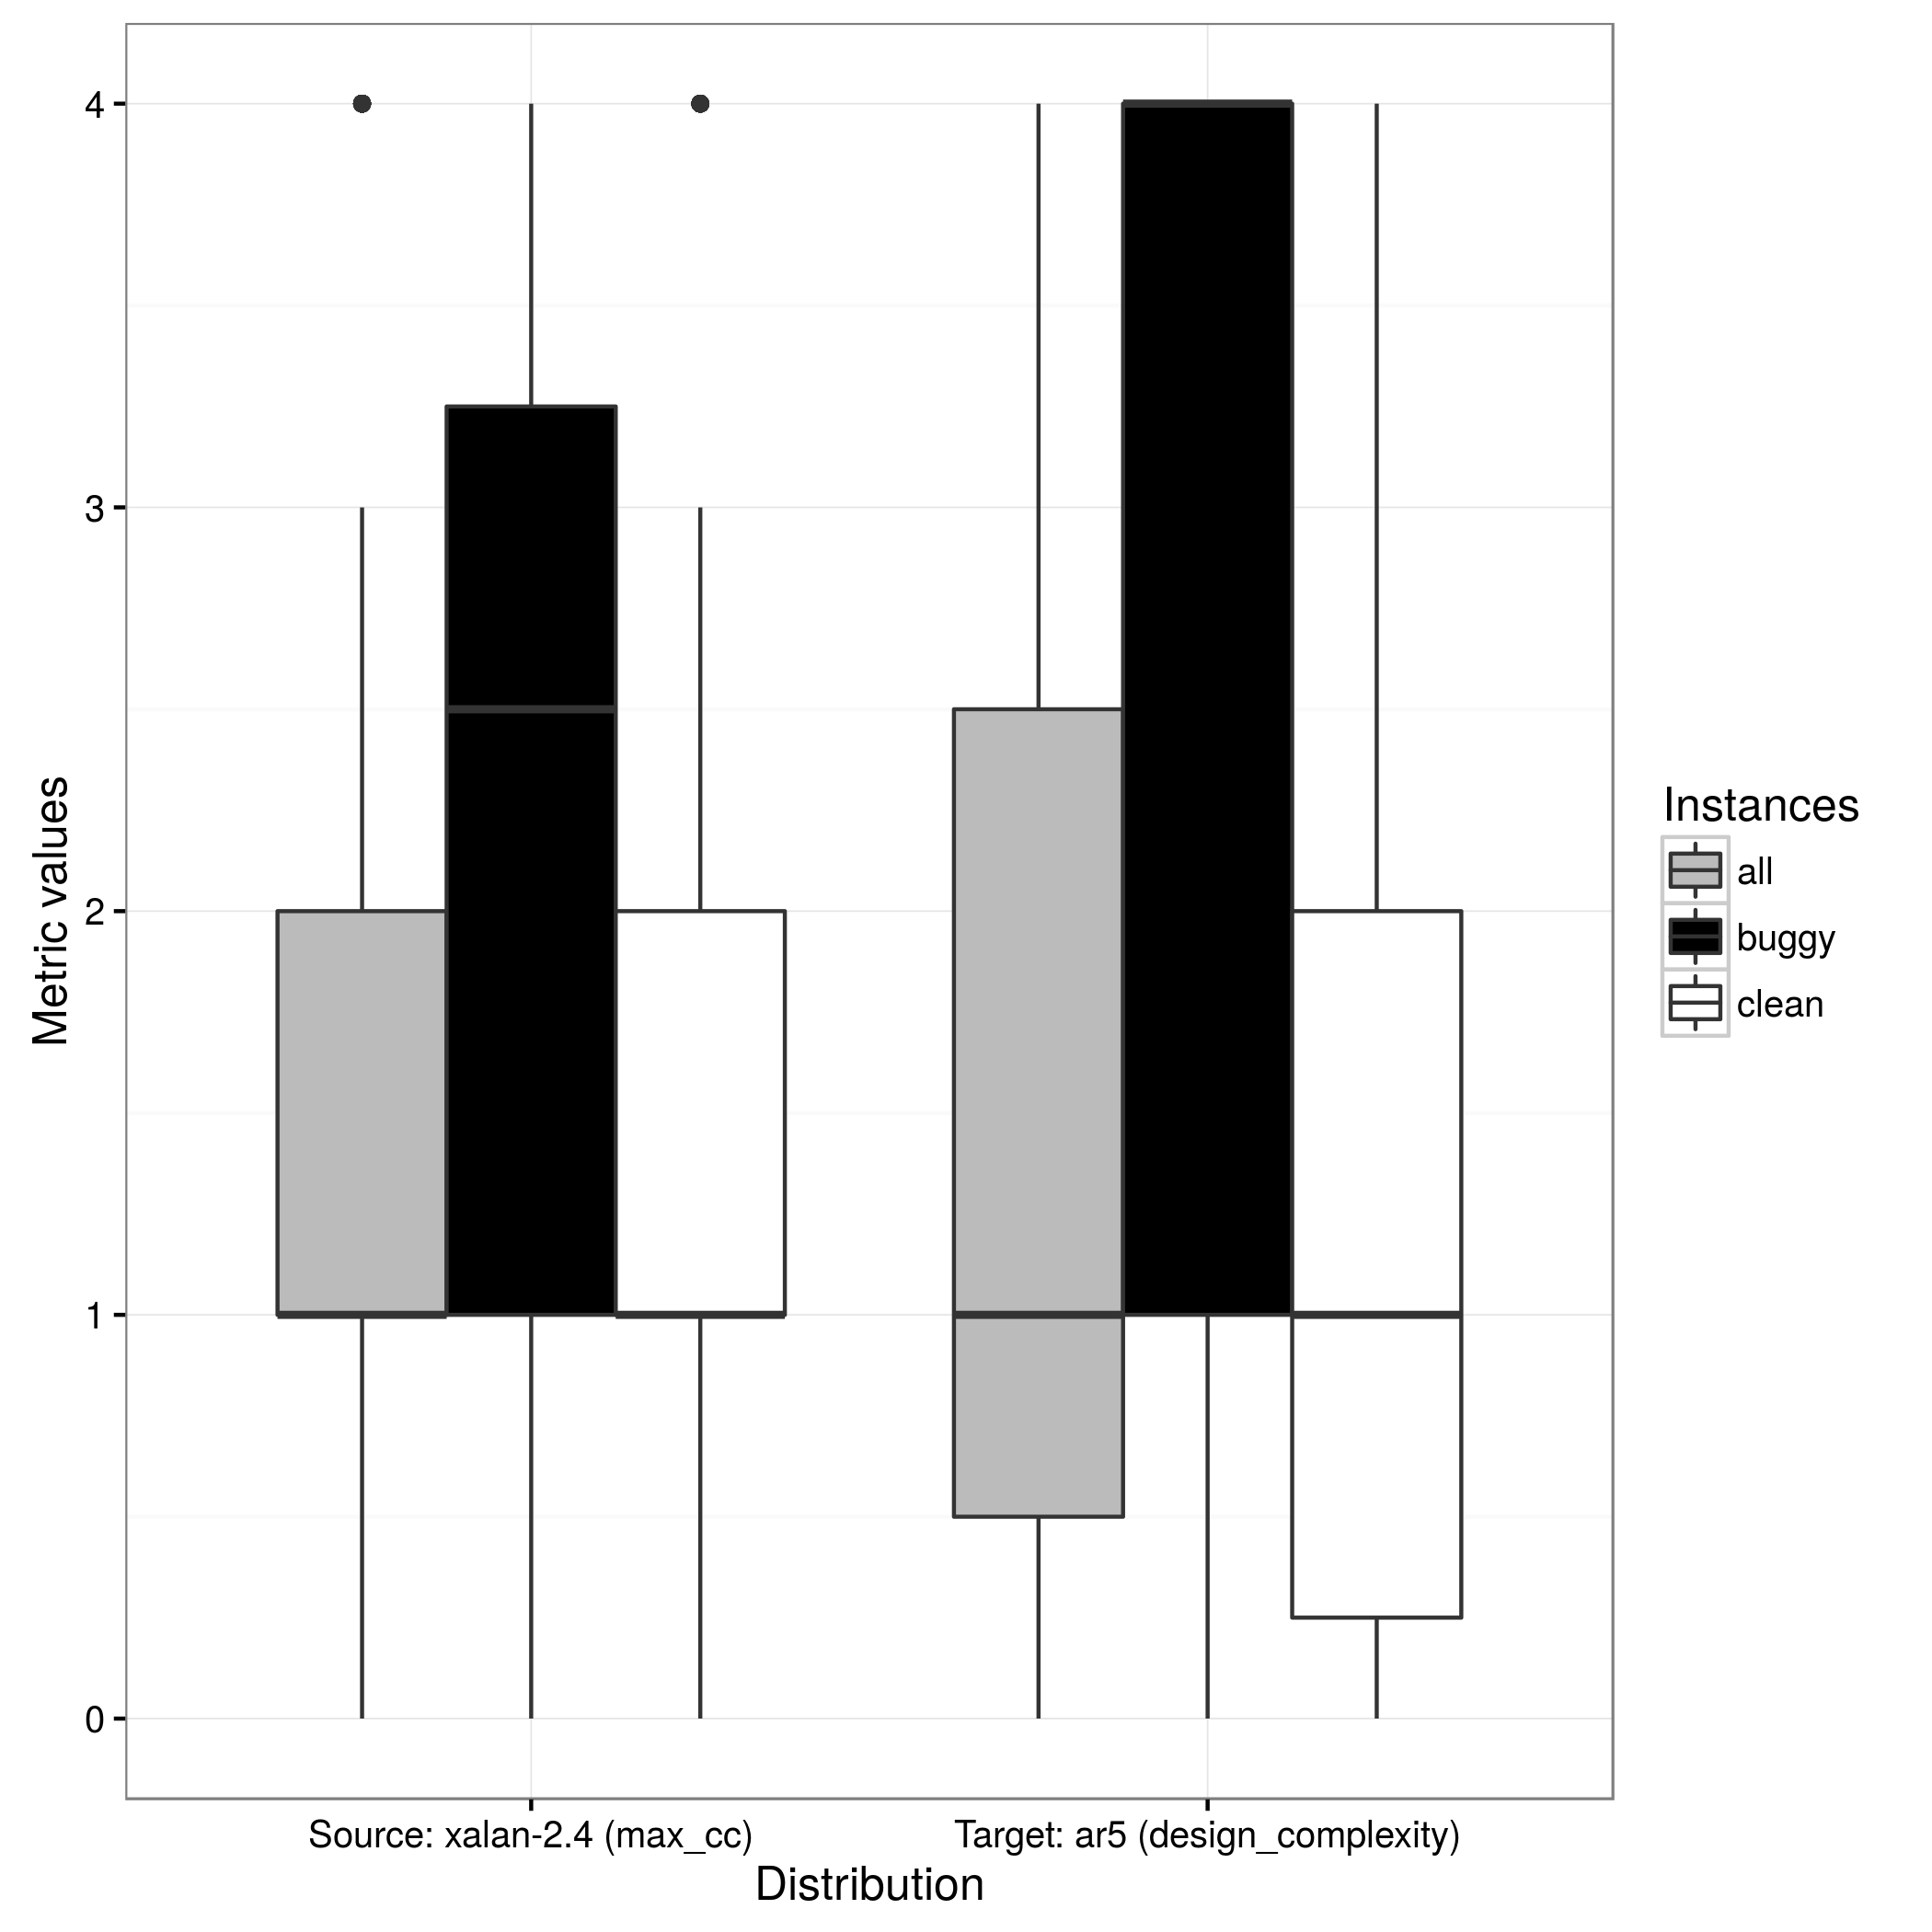 Metric values
4
3
2
1
0
Source: xalan-2.4 (max_cc)
Target: ar5 (design_complexity)
Distribution
Instances
all
buggy
clean